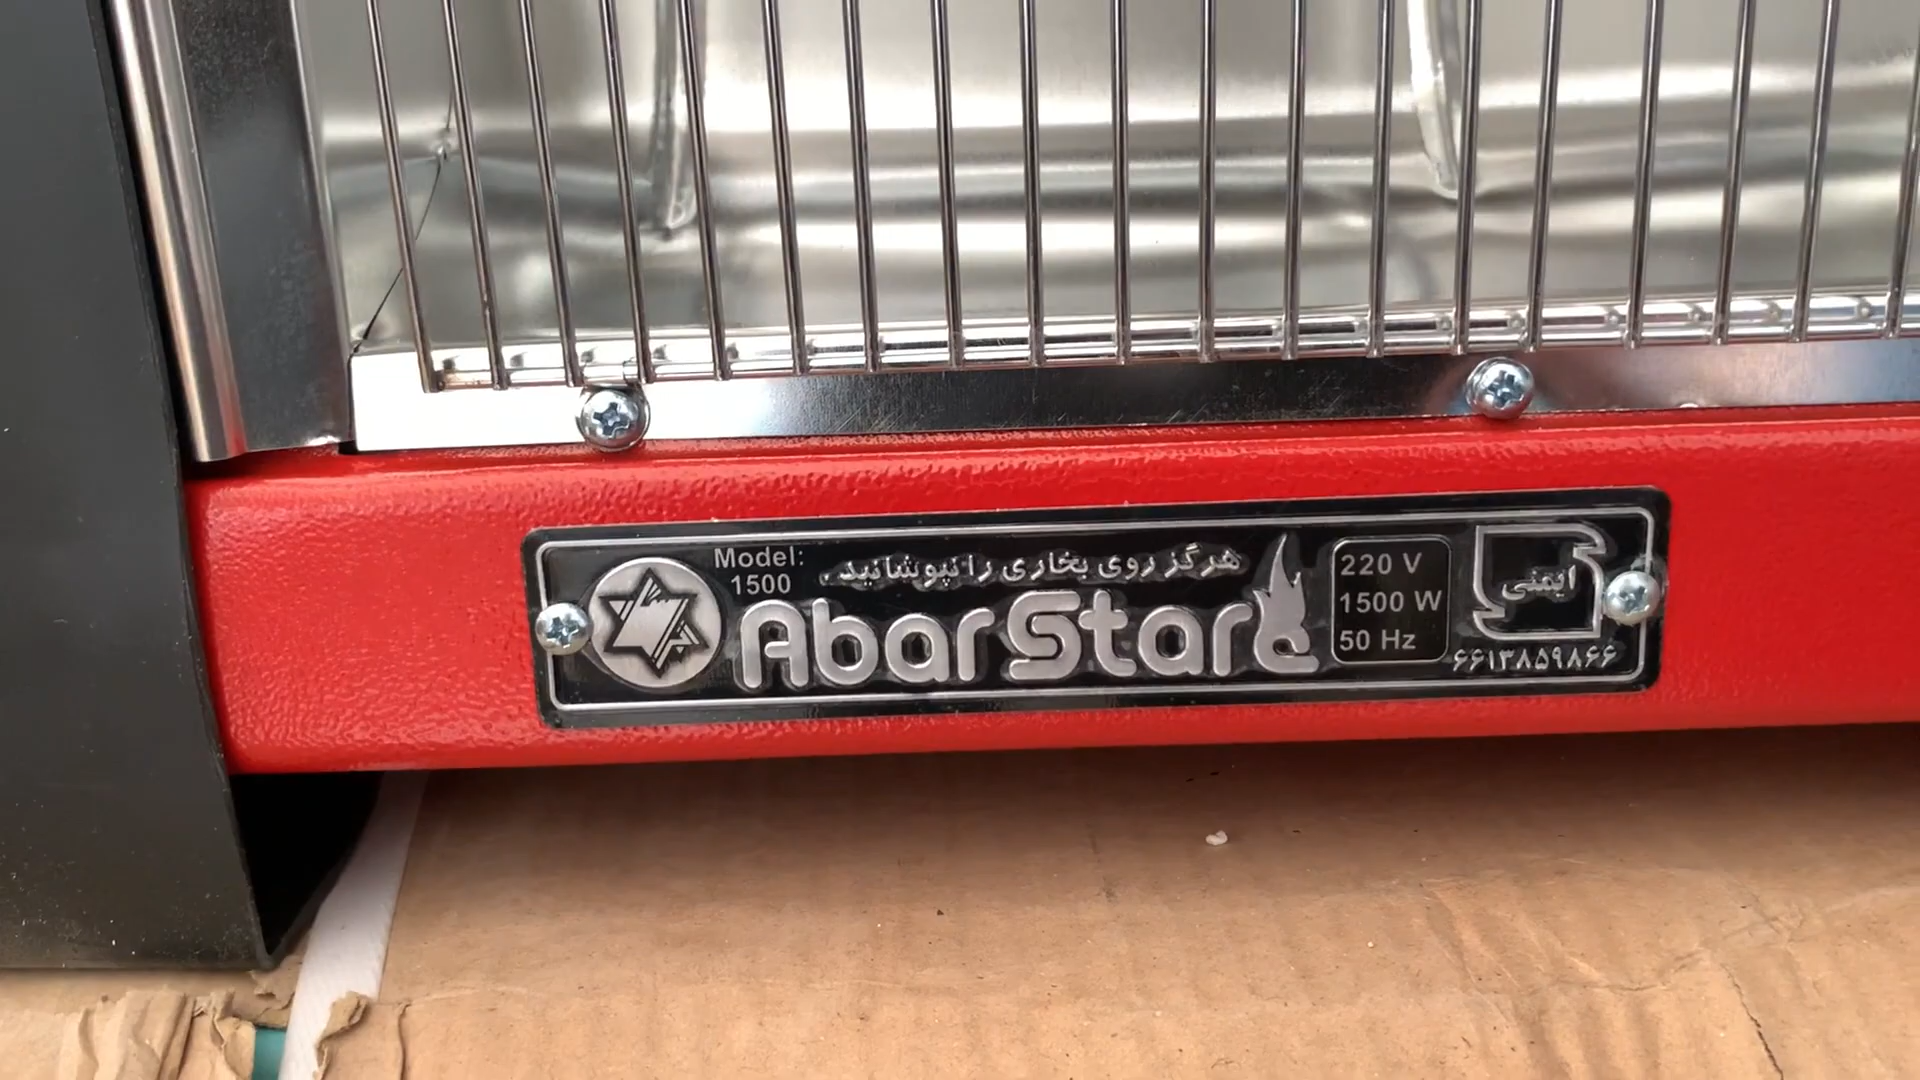 Model:
1500
هرگز روی بخاری را نپوشانید.
AbarStar
220 V
1500 W
50 Hz
ایمنی
۶۶۱۳۸۵۹۸۶۶